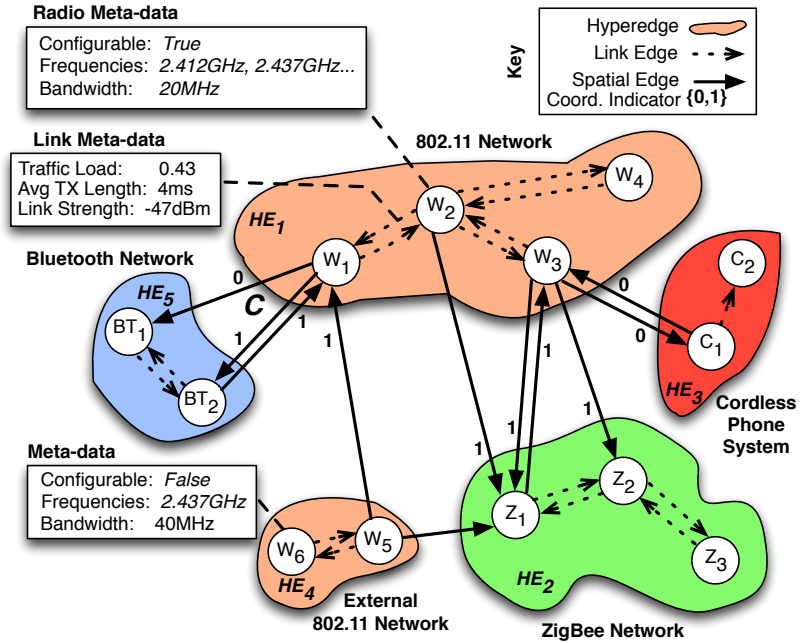 Radio Meta-data
Configurable: True
Frequencies: 2.412GHz, 2.437GHz...
Bandwidth: 20MHz
Key
Hyperedge
Link Edge
Spatial Edge
Coord. Indicator {0,1}
Link Meta-data
Traffic Load: 0.43
Avg TX Length: 4ms
Link Strength: -47dBm
802.11 Network
HE1
W1
W2
W3
W4
Bluetooth Network
HE5
BT1
BT2
0
C
1
1
1
0
0
C2
C1
HE3
Cordless
Phone
System
1
1
1
1
Meta-data
Configurable: False
Frequencies: 2.437GHz
Bandwidth: 40MHz
W6
W5
HE4
External
802.11 Network
Z1
Z2
Z3
HE2
ZigBee Network